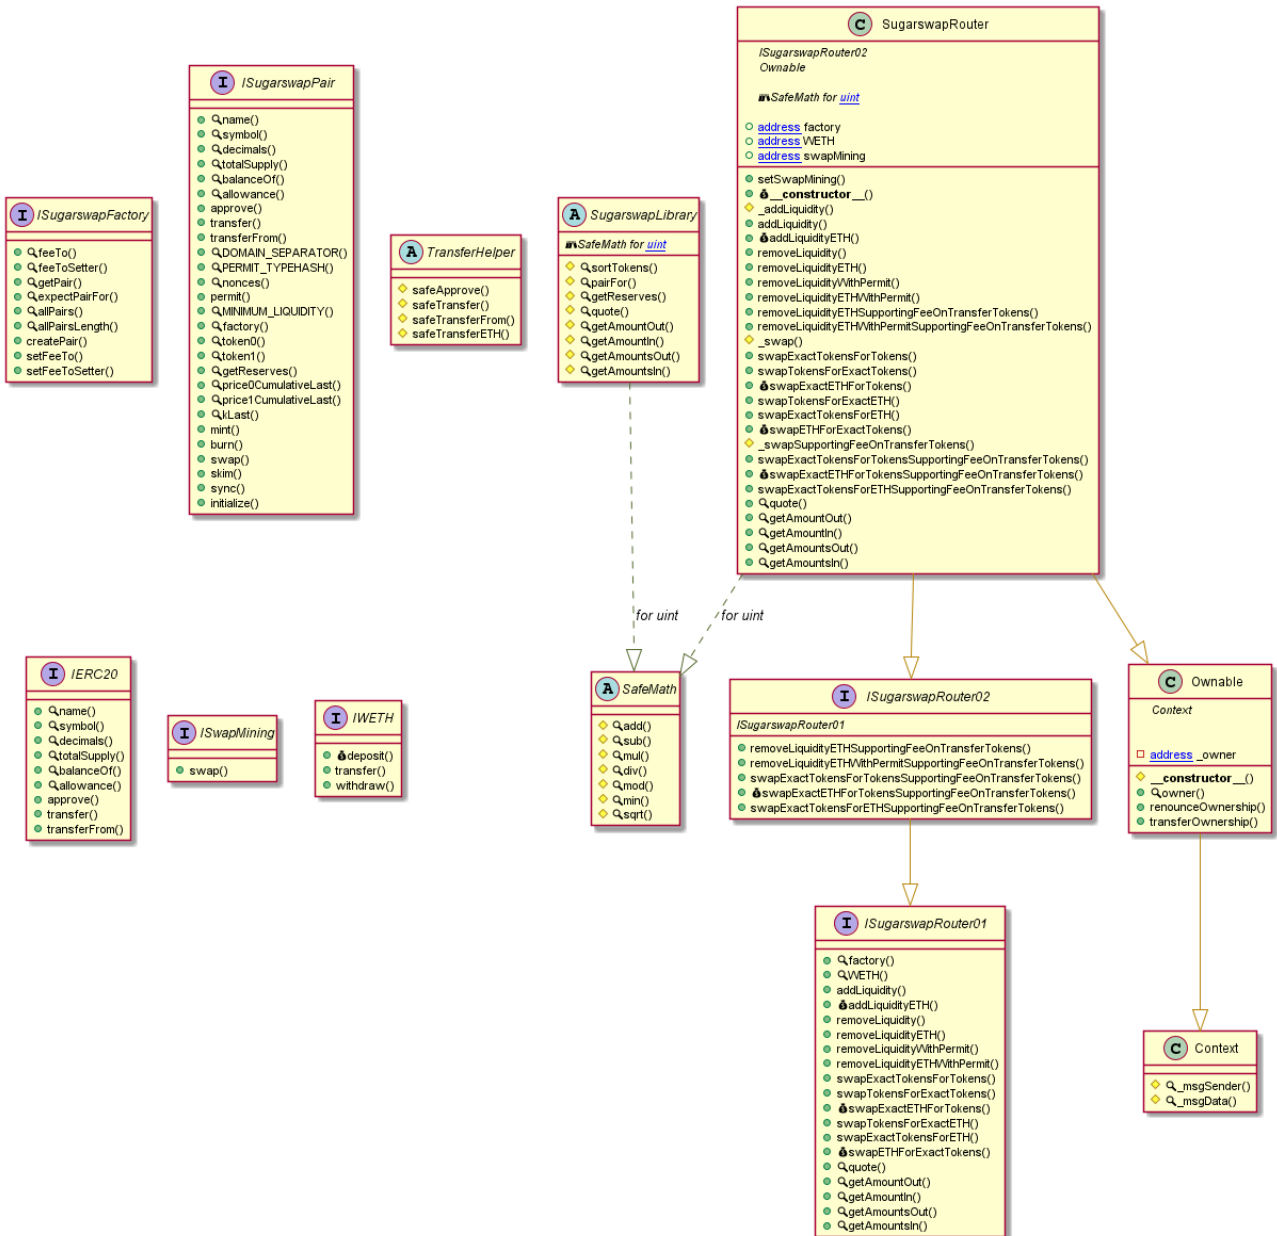 C SugarswapRouter
ISugarswapRouter02
Ownable
SafeMath for uint
address factory
address WETH
address swapMining
setSwapMining()
__constructor__()
_addLiquidity()
addLiquidity()
addLiquidityETH()
removeLiquidity()
removeLiquidityETH()
removeLiquidityWithPermit()
removeLiquidityETHWithPermit()
removeLiquidityETHSupportingFeeOnTransferTokens()
removeLiquidityETHWithPermitSupportingFeeOnTransferTokens()
_swap()
swapExactTokensForTokens()
swapTokensForExactTokens()
swapExactETHForTokens()
swapTokensForExactETH()
swapExactTokensForETH()
swapETHForExactTokens()
_swapSupportingFeeOnTransferTokens()
swapExactTokensForTokensSupportingFeeOnTransferTokens()
swapExactETHForTokensSupportingFeeOnTransferTokens()
swapExactTokensForETHSupportingFeeOnTransferTokens()
quote()
getAmountOut()
getAmountIn()
getAmountsOut()
getAmountsIn()
I ISugarswapPair
name()
symbol()
decimals()
totalSupply()
balanceOf()
allowance()
approve()
transfer()
transferFrom()
DOMAIN_SEPARATOR()
PERMIT_TYPEHASH()
nonces()
permit()
MINIMUM_LIQUIDITY()
factory()
token0()
token1()
getReserves()
price0CumulativeLast()
price1CumulativeLast()
kLast()
mint()
burn()
swap()
skim()
sync()
initialize()
I ISugarswapFactory
feeTo()
feeToSetter()
getPair()
expectPairFor()
allPairs()
allPairsLength()
createPair()
setFeeTo()
setFeeToSetter()
A TransferHelper
safeApprove()
safeTransfer()
safeTransferFrom()
safeTransferETH()
A SugarswapLibrary
SafeMath for uint
sortTokens()
pairFor()
getReserves()
quote()
getAmountOut()
getAmountIn()
getAmountsOut()
getAmountsIn()
for uint
for uint
I IERC20
name()
symbol()
decimals()
totalSupply()
balanceOf()
allowance()
approve()
transfer()
transferFrom()
I ISwapMining
swap()
I IWETH
deposit()
transfer()
withdraw()
A SafeMath
add()
sub()
mul()
div()
mod()
min()
sqrt()
I ISugarswapRouter02
ISugarswapRouter01
removeLiquidityETHSupportingFeeOnTransferTokens()
removeLiquidityETHWithPermitSupportingFeeOnTransferTokens()
swapExactTokensForTokensSupportingFeeOnTransferTokens()
swapExactETHForTokensSupportingFeeOnTransferTokens()
swapExactTokensForETHSupportingFeeOnTransferTokens()
C Ownable
Context
address _owner
__constructor__()
owner()
renounceOwnership()
transferOwnership()
I ISugarswapRouter01
factory()
WETH()
addLiquidity()
addLiquidityETH()
removeLiquidity()
removeLiquidityETH()
removeLiquidityWithPermit()
removeLiquidityETHWithPermit()
swapExactTokensForTokens()
swapTokensForExactTokens()
swapExactETHForTokens()
swapTokensForExactETH()
swapExactTokensForETH()
swapETHForExactTokens()
quote()
getAmountOut()
getAmountIn()
getAmountsOut()
getAmountsIn()
C Context
_msgSender()
_msgData()